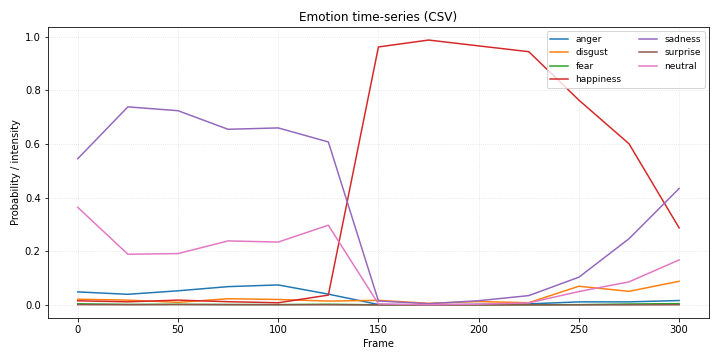 Emotion time-series (CSV)
Probability / intensity
1.0
0.8
0.6
0.4
0.2
0.0
anger
disgust
fear
happiness
sadness
surprise
neutral
0 50 100 150 200 250 300
Frame